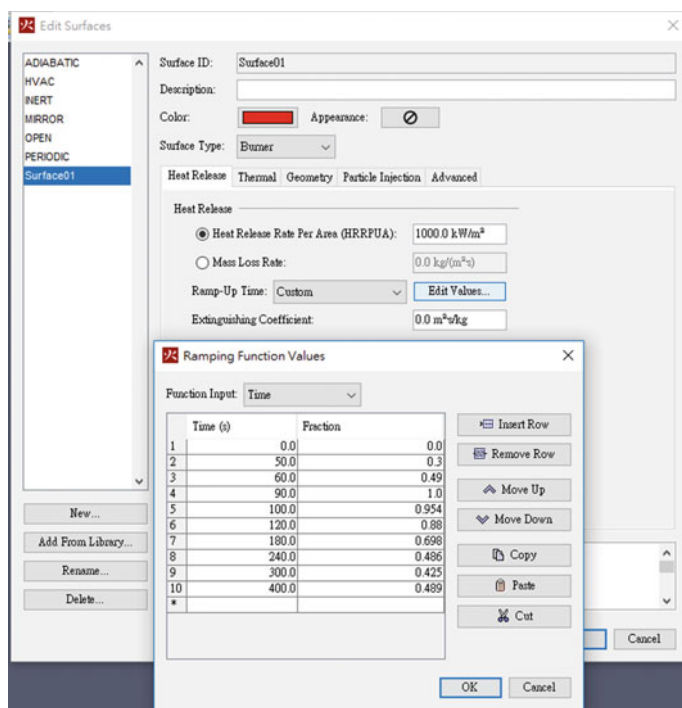 Edit Surfaces
ADIABATIC
HVAC
INERT
MIRROR
OPEN
PERIODIC
Surface01
New...
Add From Library...
Rename...
Delete...
Surface ID: Surface01
Description:
Color: Appearance:
Surface Type: Burner
Heat Release Thermal Geometry Particle Injection Advanced
Heat Release
Heat Release Rate Per Area (HRRPUA): 1000.0 kW/m²
Mass Loss Rate: 0.0 kg/(m²·s)
Ramp-Up Time: Custom Edit Values...
Extinguishing Coefficient: 0.0 m²·s/kg
Cancel
火 Ramping Function Values
Function Input: Time
Time (s) Fraction
1 0.0 0.0
2 50.0 0.3
3 60.0 0.49
4 90.0 1.0
5 100.0 0.954
6 120.0 0.88
7 180.0 0.698
8 240.0 0.486
9 300.0 0.425
10 400.0 0.489
*
Insert Row
Remove Row
Move Up
Move Down
Copy
Paste
Cut
OK Cancel